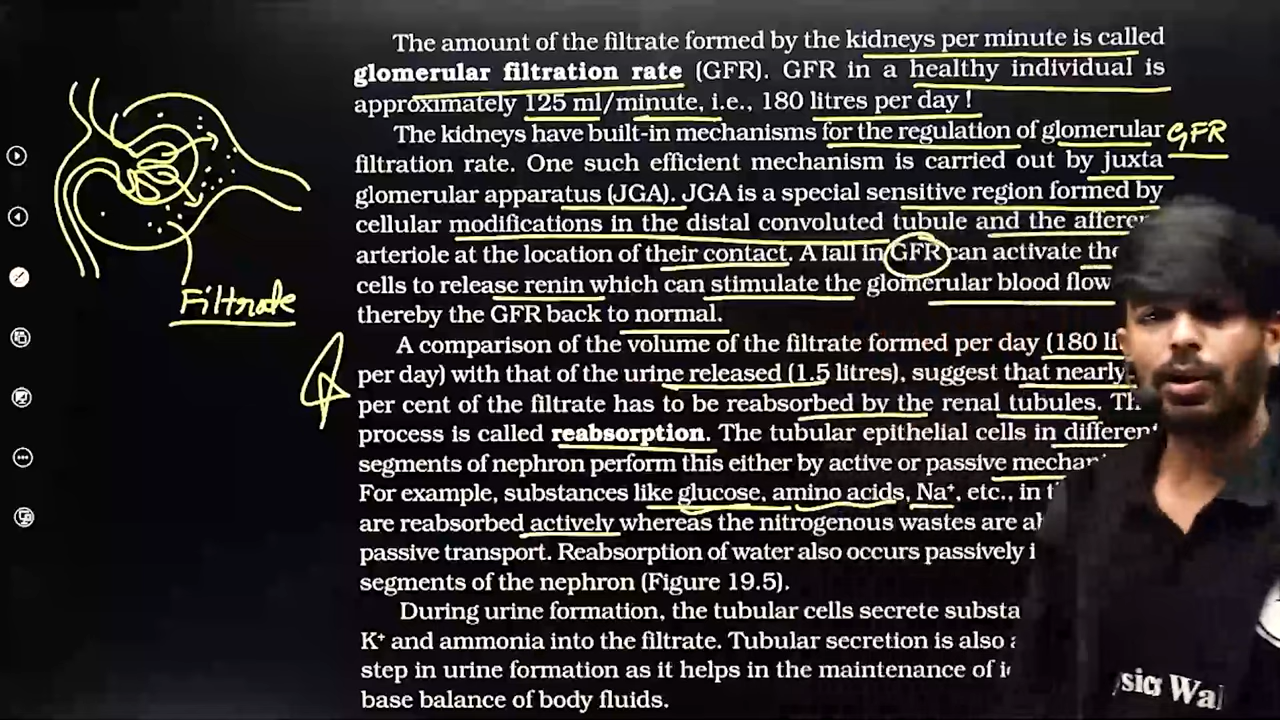 The amount of the filtrate formed by the kidneys per minute is called
glomerular filtration rate (GFR). GFR in a healthy individual is
approximately 125 ml/minute, i.e., 180 litres per day !
The kidneys have built-in mechanisms for the regulation of glomerular GFR
filtration rate. One such efficient mechanism is carried out by juxta
glomerular apparatus (JGA). JGA is a special sensitive region formed by
cellular modifications in the distal convoluted tubule and the afferen
arteriole at the location of their contact. A fall in GFR can activate the
cells to release renin which can stimulate the glomerular blood flow
Filtrate
thereby the GFR back to normal.
A comparison of the volume of the filtrate formed per day (180 li
per day) with that of the urine released (1.5 litres), suggest that nearly
per cent of the filtrate has to be reabsorbed by the renal tubules. Th
process is called reabsorption. The tubular epithelial cells in different
segments of nephron perform this either by active or passive mechan
For example, substances like glucose, amino acids, Na⁺, etc., in t
are reabsorbed actively whereas the nitrogenous wastes are ab
passive transport. Reabsorption of water also occurs passively i
segments of the nephron (Figure 19.5).
During urine formation, the tubular cells secrete substa
K⁺ and ammonia into the filtrate. Tubular secretion is also a
step in urine formation as it helps in the maintenance of i
base balance of body fluids.
sics Wal